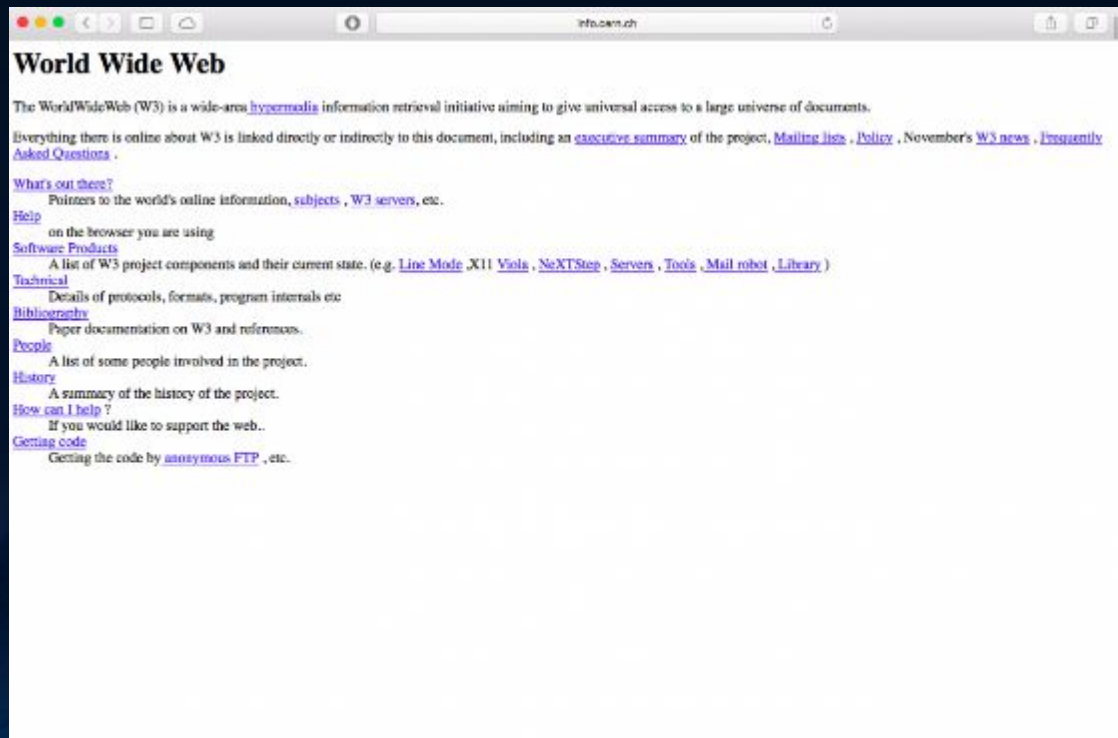 info.cern.ch
World Wide Web
The WorldWideWeb (W3) is a wide-area hypermedia information retrieval initiative aiming to give universal access to a large universe of documents.
Everything there is online about W3 is linked directly or indirectly to this document, including an executive summary of the project, Mailing lists , Policy , November's W3 news , Frequently
Asked Questions .
What's out there?
Pointers to the world's online information, subjects , W3 servers, etc.
Help
on the browser you are using
Software Products
A list of W3 project components and their current state. (e.g. Line Mode ,X11 Viola , NeXTStep , Servers , Tools , Mail robot , Library )
Technical
Details of protocols, formats, program internals etc
Bibliography
Paper documentation on W3 and references.
People
A list of some people involved in the project.
History
A summary of the history of the project.
How can I help ?
If you would like to support the web..
Getting code
Getting the code by anonymous FTP , etc.